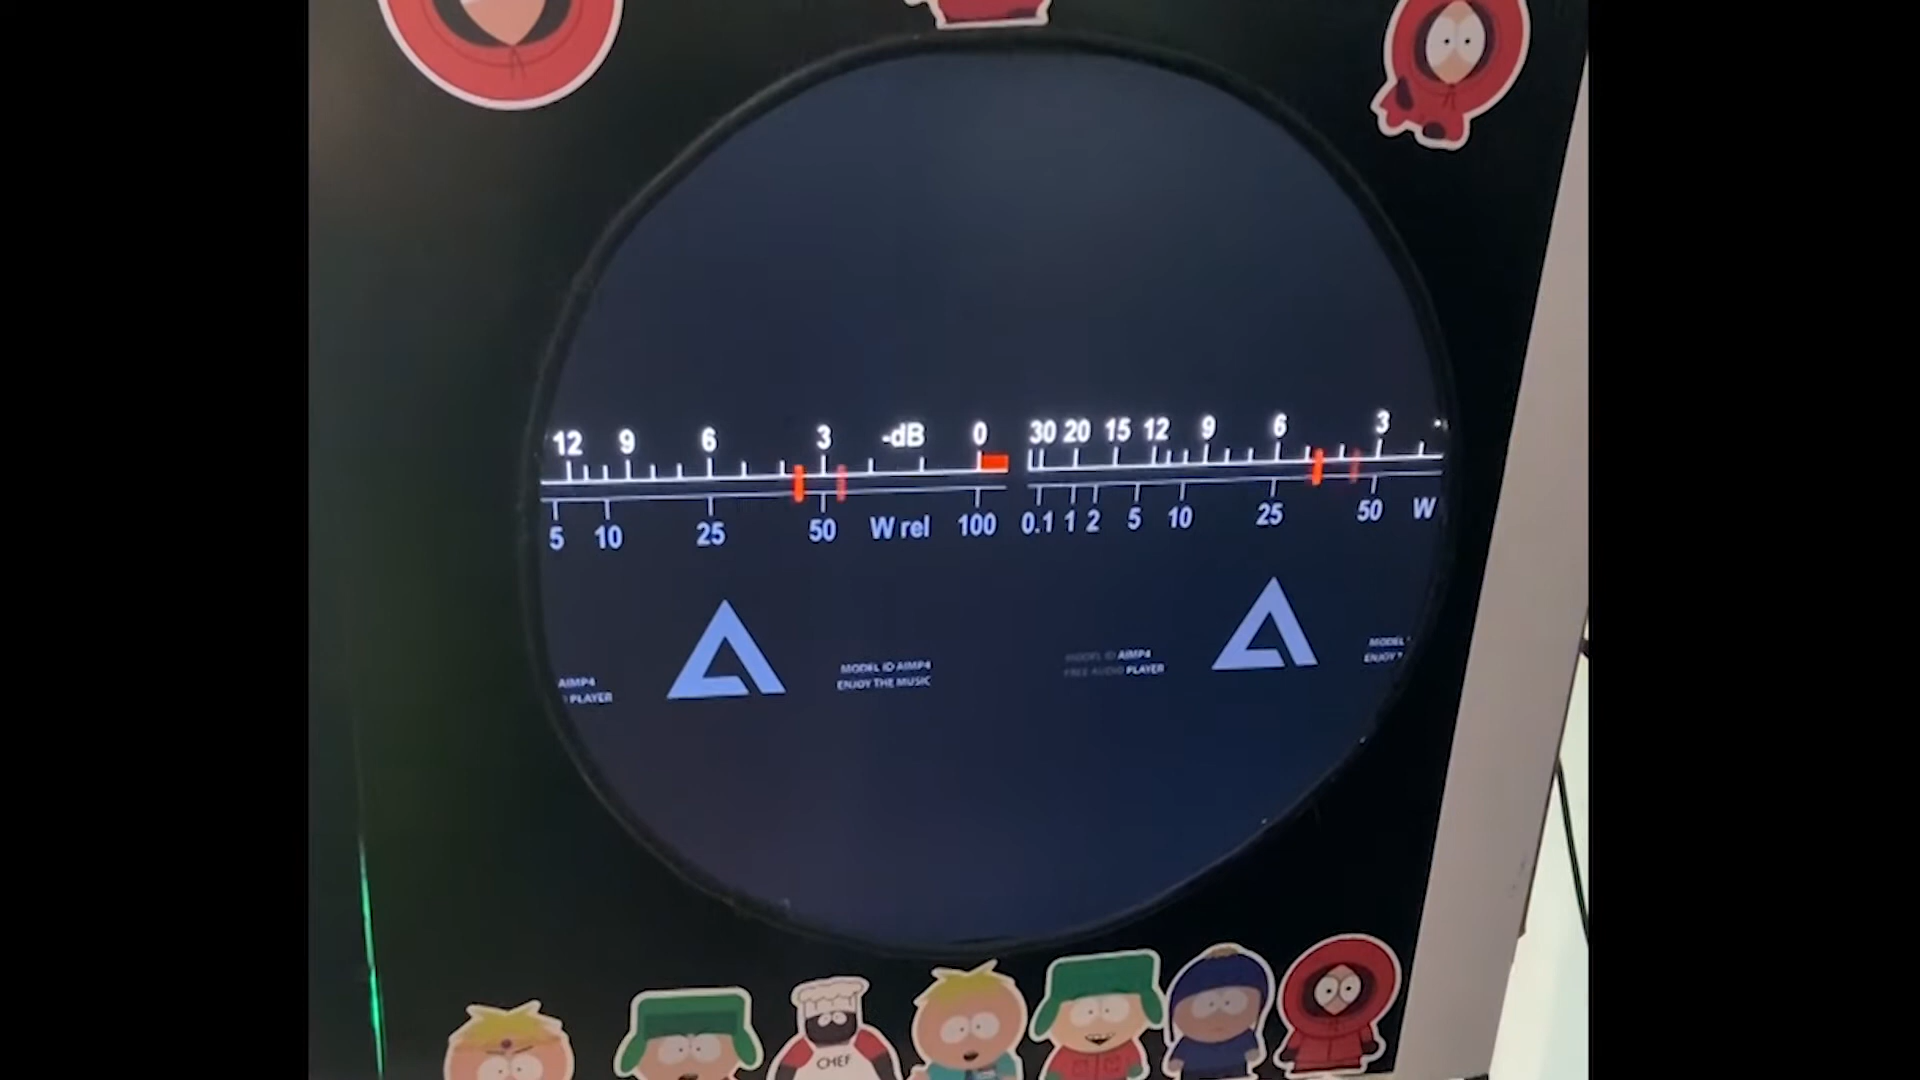 12 9 6 3 -dB 0 30 20 15 12 9 6 3
5 10 25 50 W rel 100 0.1 1 2 5 10 25 50 W
AIMP4
PLAYER
MODEL ID AIMP4
ENJOY THE MUSIC
MODEL ID AIMP4
FREE AUDIO PLAYER
MODEL
ENJOY
CHEF